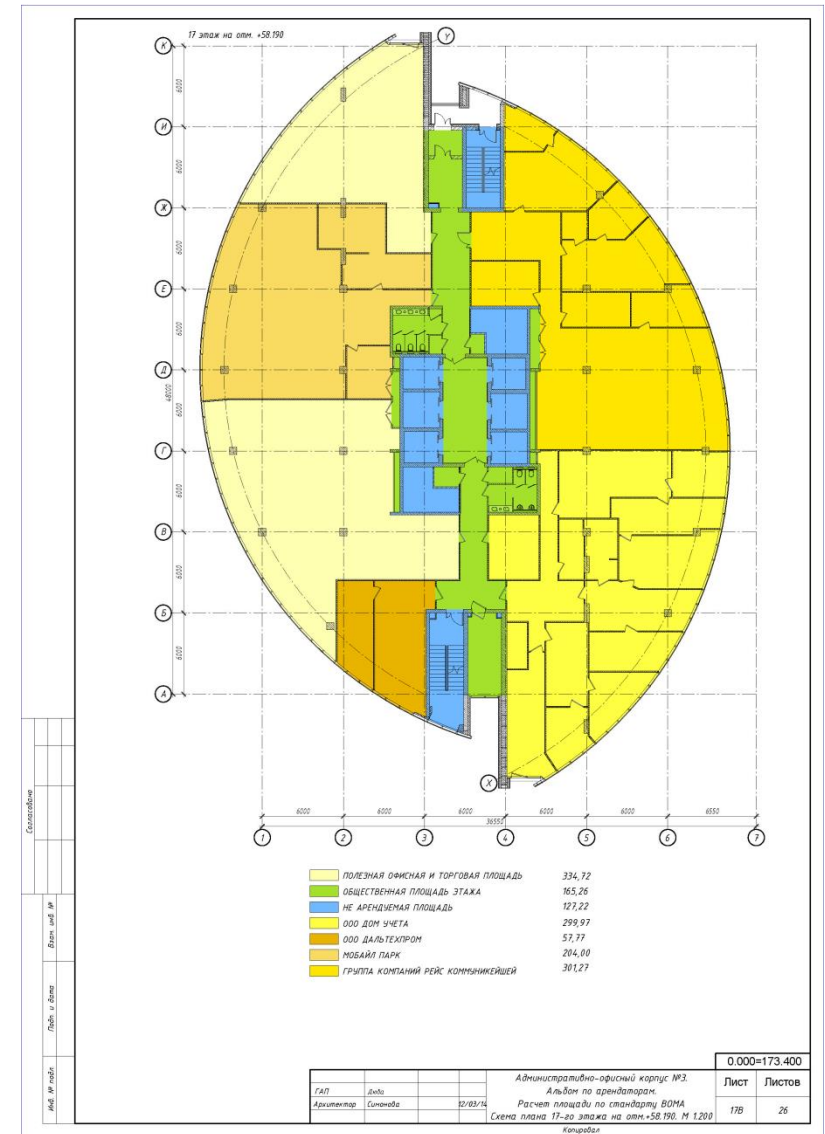 17 этаж на отм. +58.190
Y
К
И
Ж
Е
Д
Г
В
Б
А
6000
6000
6000
6000
6000
6000
6000
6000
48000
X
6000
6000
6000
6000
6000
6550
36550
1
2
3
4
5
6
7
ПОЛЕЗНАЯ ОФИСНАЯ И ТОРГОВАЯ ПЛОЩАДЬ 334,72
ОБЩЕСТВЕННАЯ ПЛОЩАДЬ ЭТАЖА 165,26
НЕ АРЕНДУЕМАЯ ПЛОЩАДЬ 127,22
ООО ДОМ УЧЕТА 299,97
ООО ДАЛЬТЕХПРОМ 57,77
МОБАЙЛ ПАРК 204,00
ГРУППА КОМПАНИЙ РЕЙС КОММУНИКЕЙШЕЙ 301,27
Согласовано
Взам. инв. №
Подп. и дата
Инв. № подл.
0.000=173.400
Административно-офисный корпус №3.
Альбом по арендаторам.
Расчет площади по стандарту BOMA
Схема плана 17-го этажа на отм.+58.190. М 1.200
Лист Листов
17В 26
ГАП
Архитектор Симонова 12/03/14
Копировал